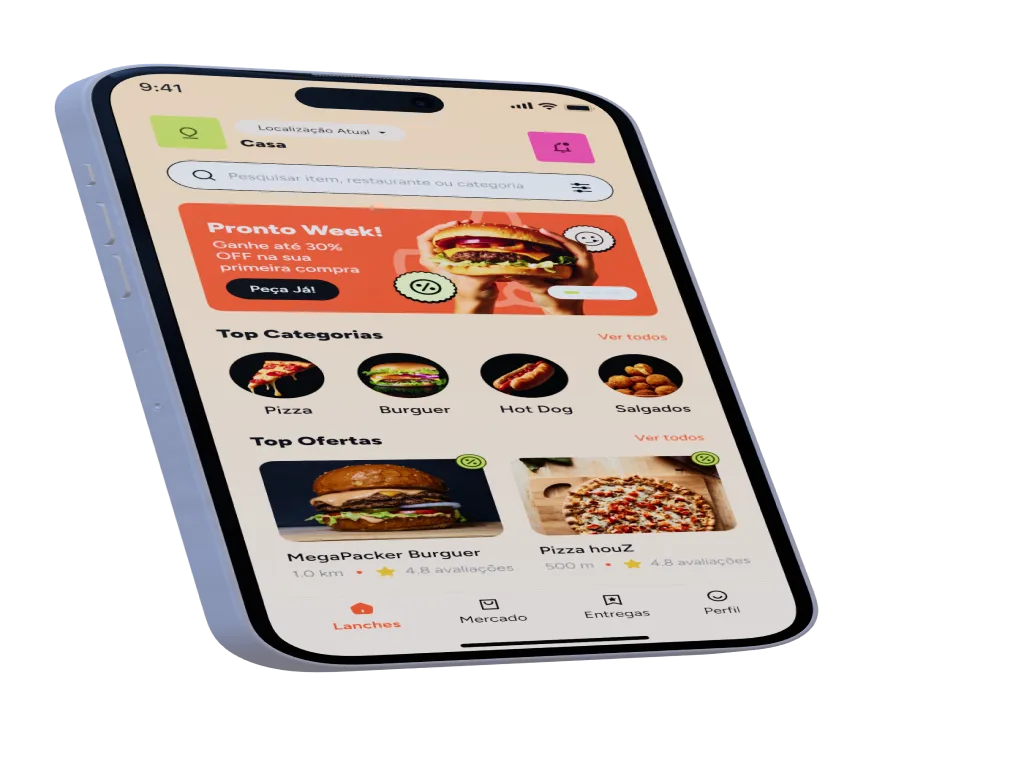 9:41
Localização Atual
Casa
Pesquisar item, restaurante ou categoria
Pronto Week!
Ganhe até 30%
OFF na sua
primeira compra
Peça Já!
Top Categorias
Ver todos
Pizza
Burguer
Hot Dog
Salgados
Top Ofertas
Ver todos
MegaPacker Burguer
1.0 km • 4.8 avaliações
Pizza houZ
500 m • 4.8 avaliações
Lanches
Mercado
Entregas
Perfil